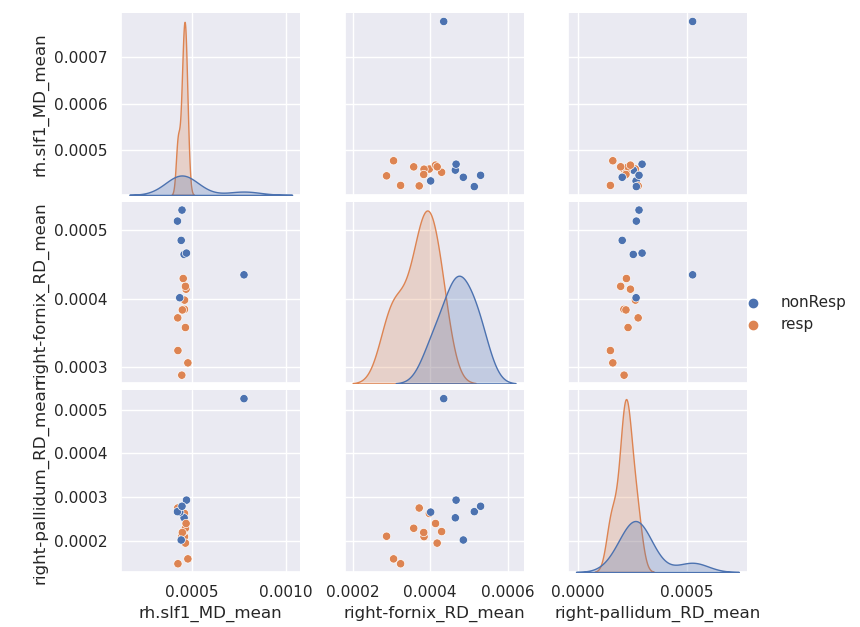 rh.slf1_MD_mean
0.0007
0.0006
0.0005
right-fornix_RD_mean
0.0005
0.0004
0.0003
right-pallidum_RD_mean
0.0005
0.0004
0.0003
0.0002
0.0005 0.0010
rh.slf1_MD_mean
0.0002 0.0004 0.0006
right-fornix_RD_mean
0.0000 0.0005
right-pallidum_RD_mean
nonResp
resp